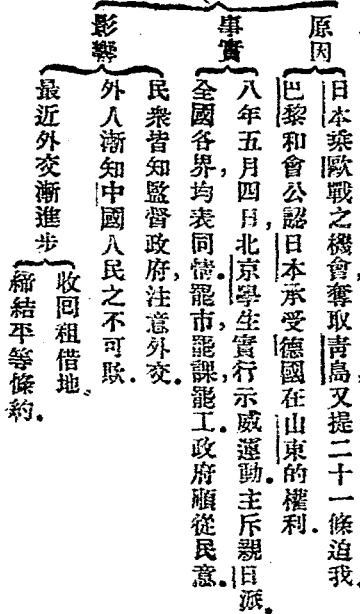 原因
日本乘歐戰之機會奪取靑島,又提二十一條迫我.
巴黎和會公認日本承受德國在山東的權利.
事實
八年五月四日,北京學生實行示威運動.主斥親日派.
全國各界,均表同情.罷市,罷課,罷工.政府順從民意.
影響
民衆皆知監督政府,注意外交.
外人漸知中國人民之不可欺.
最近外交漸進步
收回租借地。
締結平等條約.